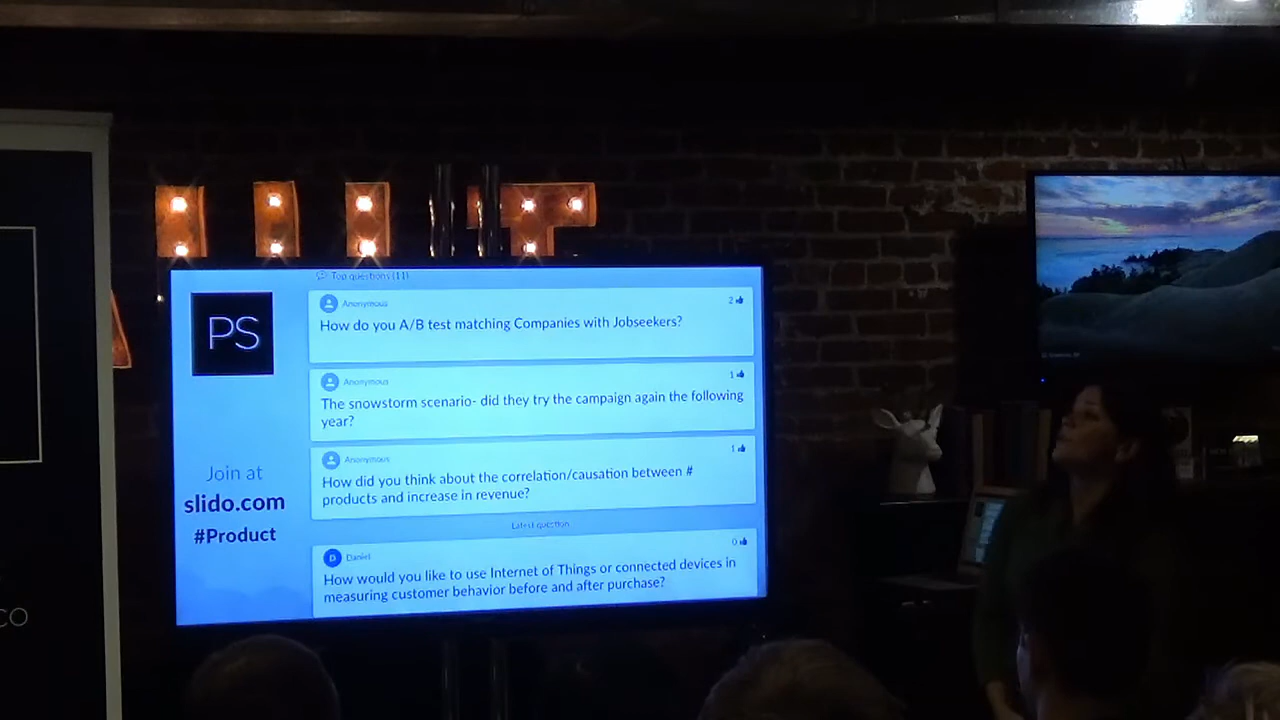 Top questions (11)
PS
Anonymous
2
How do you A/B test matching Companies with Jobseekers?
Anonymous
1
The snowstorm scenario- did they try the campaign again the following
year?
Anonymous
1
How did you think about the correlation/causation between #
products and increase in revenue?
Join at
slido.com
#Product
Latest question
D
Daniel
0
How would you like to use Internet of Things or connected devices in
measuring customer behavior before and after purchase?
CO